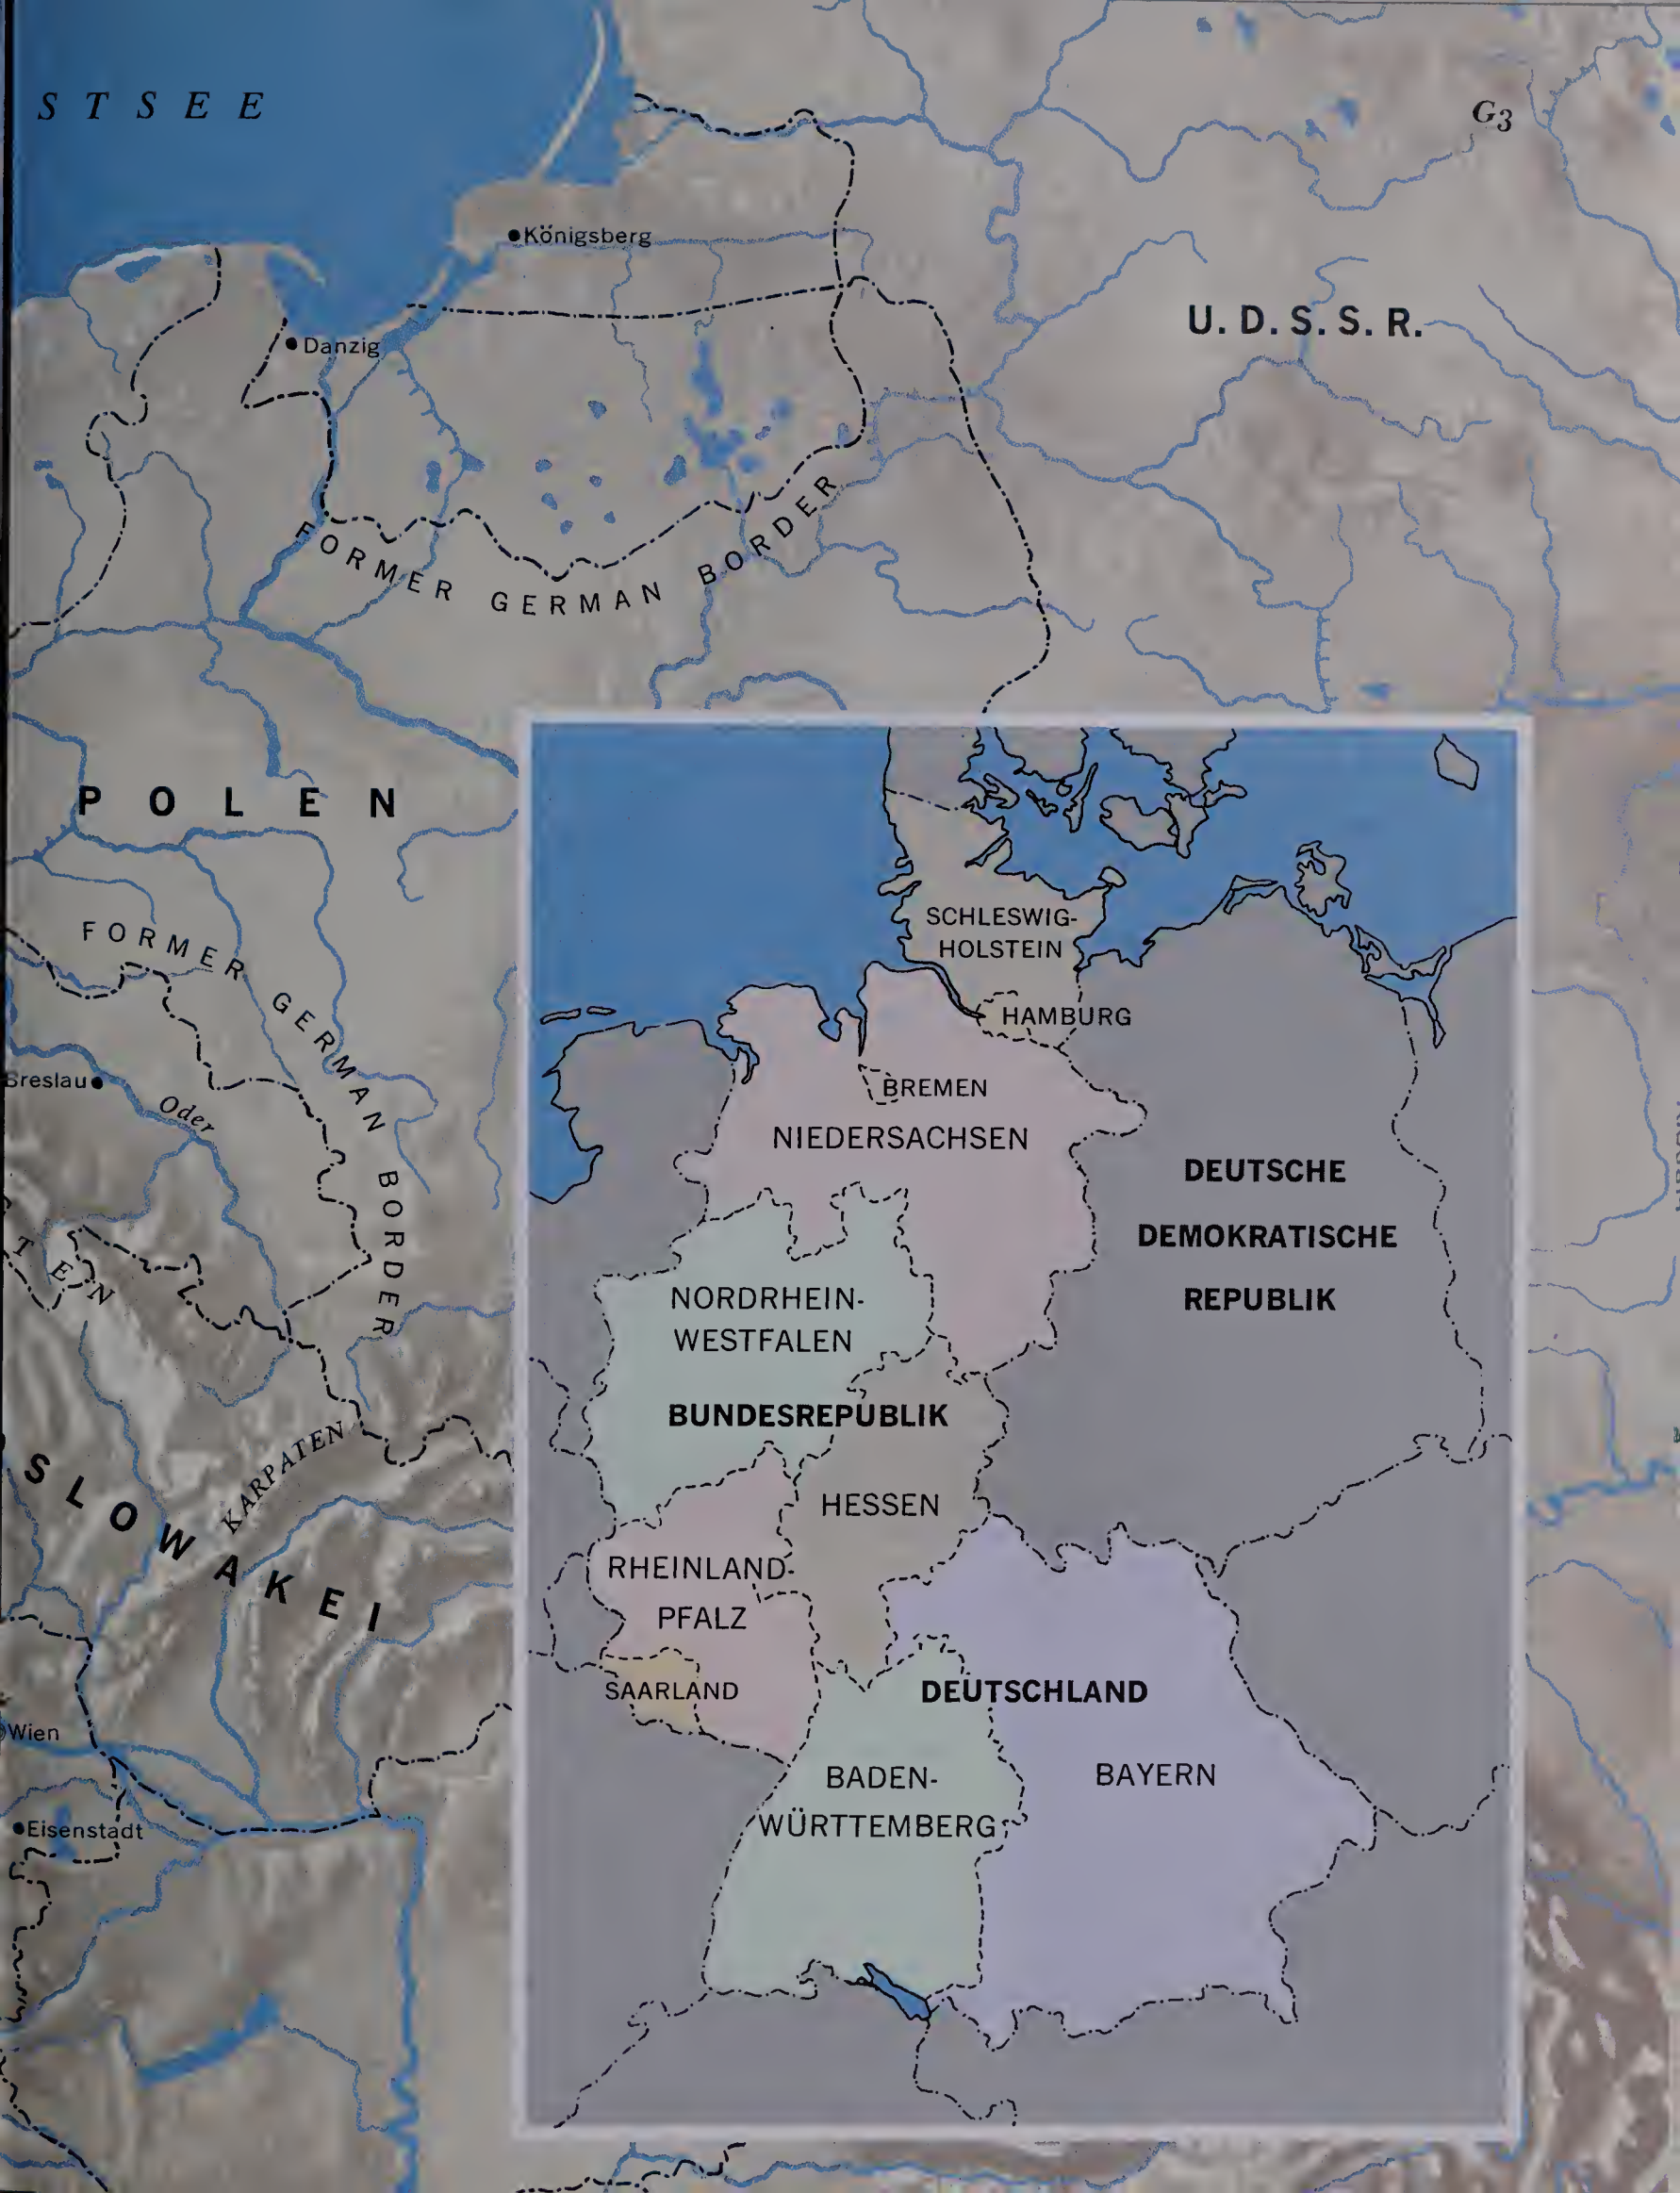 STSEE
G3
Königsberg
U.D.S.S.R.
Danzig
FORMER GERMAN BORDER
POLEN
FORMER GERMAN BORDER
Breslau
Oder
TEN
KARPATEN
SLOWAKEI
Wien
Eisenstadt
SCHLESWIG-
HOLSTEIN
HAMBURG
BREMEN
NIEDERSACHSEN
DEUTSCHE
DEMOKRATISCHE
REPUBLIK
NORDRHEIN-
WESTFALEN
BUNDESREPUBLIK
HESSEN
RHEINLAND-
PFALZ
SAARLAND
DEUTSCHLAND
BADEN-
WÜRTTEMBERG
BAYERN